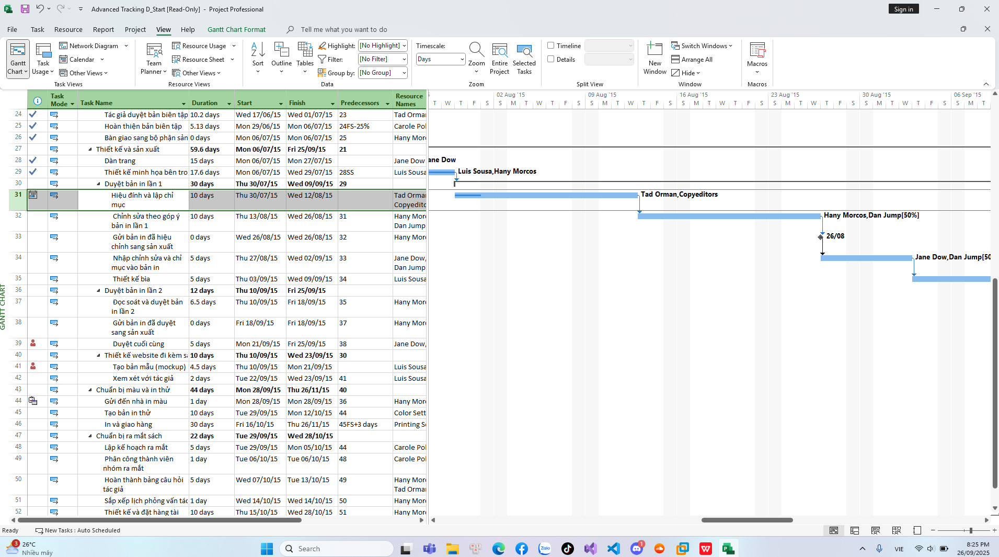 Advanced Tracking D_Start [Read-Only] - Project Professional
Sign in
File Task Resource Report Project View Help Gantt Chart Format Tell me what you want to do
Gantt Chart
Task Usage
Network Diagram
Calendar
Other Views
Task Views
Team Planner
Resource Usage
Resource Sheet
Other Views
Resource Views
Sort
Outline
Tables
Highlight: [No Highlight]
Filter: [No Filter]
Group by: [No Group]
Data
Timescale:
Days
Zoom
Entire Project
Selected Tasks
Zoom
Timeline
Details
Split View
New Window
Switch Windows
Arrange All
Hide
Window
Macros
Macros
Task Mode Task Name Duration Start Finish Predecessors Resource Names
02 Aug '15 09 Aug '15 16 Aug '15 23 Aug '15 30 Aug '15 06 Sep '15
T W T F S S M T W T F S S M T W T F S S M T W T F S S M T W T F S S M T W T F S S M T
24 Tác giả duyệt bản biên tập 10.2 days Wed 17/06/15 Wed 01/07/15 23 Tad Orman
25 Hoàn thiện bản biên tập 5.13 days Mon 29/06/15 Mon 06/07/15 24FS-25% Carole Pol
26 Bàn giao sang bộ phận sản 0 days Mon 06/07/15 Mon 06/07/15 25 Hany Mor
27 Thiết kế và sản xuất 59.6 days Mon 06/07/15 Fri 25/09/15 21
28 Dàn trang 15 days Mon 06/07/15 Mon 27/07/15 Jane Dow
29 Thiết kế minh họa bên tro 17.6 days Mon 06/07/15 Wed 29/07/15 28SS Luis Sousa
30 Duyệt bản in lần 1 30 days Thu 30/07/15 Wed 09/09/15 29
31 Hiệu đính và lập chỉ mục 10 days Thu 30/07/15 Wed 12/08/15 Tad Orman Copyedito
32 Chỉnh sửa theo góp ý bản in lần 1 10 days Thu 13/08/15 Wed 26/08/15 31 Hany Mor Dan Jump
33 Gửi bản in đã hiệu chỉnh sang sản xuất 0 days Wed 26/08/15 Wed 26/08/15 32 Hany Mor
34 Nhập chỉnh sửa và chỉ mục vào bản in 5 days Thu 27/08/15 Wed 02/09/15 33 Jane Dow, Dan Jump
35 Thiết kế bìa 5 days Thu 03/09/15 Wed 09/09/15 34 Luis Sousa
36 Duyệt bản in lần 2 12 days Thu 10/09/15 Fri 25/09/15
37 Đọc soát và duyệt bản in lần 2 6.5 days Thu 10/09/15 Fri 18/09/15 35 Hany Mor
38 Gửi bản in đã duyệt sang sản xuất 0 days Fri 18/09/15 Fri 18/09/15 37 Hany Mor
39 Duyệt cuối cùng 5 days Mon 21/09/15 Fri 25/09/15 38 Jane Dow,
40 Thiết kế website đi kèm sá 10 days Thu 10/09/15 Wed 23/09/15 30
41 Tạo bản mẫu (mockup) 4.5 days Thu 10/09/15 Mon 21/09/15 Luis Sousa
42 Xem xét với tác giả 2 days Tue 22/09/15 Wed 23/09/15 41 Luis Sousa
43 Chuẩn bị màu và in thử 44 days Mon 28/09/15 Thu 26/11/15 40
44 Gửi đến nhà in màu 1 day Mon 28/09/15 Mon 28/09/15 36 Hany Mor
45 Tạo bản in thử 10 days Tue 29/09/15 Mon 12/10/15 44 Color Sett
46 In và giao hàng 30 days Fri 16/10/15 Thu 26/11/15 45FS+3 days Printing S
47 Chuẩn bị ra mắt sách 22 days Tue 29/09/15 Wed 28/10/15
48 Lập kế hoạch ra mắt 5 days Tue 29/09/15 Mon 05/10/15 44 Carole Pol
49 Phân công thành viên nhóm ra mắt 1 day Tue 06/10/15 Tue 06/10/15 48 Carole Pol
50 Hoàn thành bảng câu hỏi tác giả 5 days Wed 07/10/15 Tue 13/10/15 49 Hany Mor Tad Orman
51 Sắp xếp lịch phỏng vấn tác 1 day Wed 14/10/15 Wed 14/10/15 50 Hany Mor
52 Thiết kế và đặt hàng tài 10 days Thu 15/10/15 Wed 28/10/15 51 Hany Mor
ane Dow
Luis Sousa,Hany Morcos
Tad Orman,Copyeditors
Hany Morcos,Dan Jump[50%]
26/08
Jane Dow,Dan Jump[50
GANTT CHART
Ready New Tasks : Auto Scheduled
3
26°C
Nhiều mây
Search
Zalo
1
VIE
8:25 PM
26/09/2025